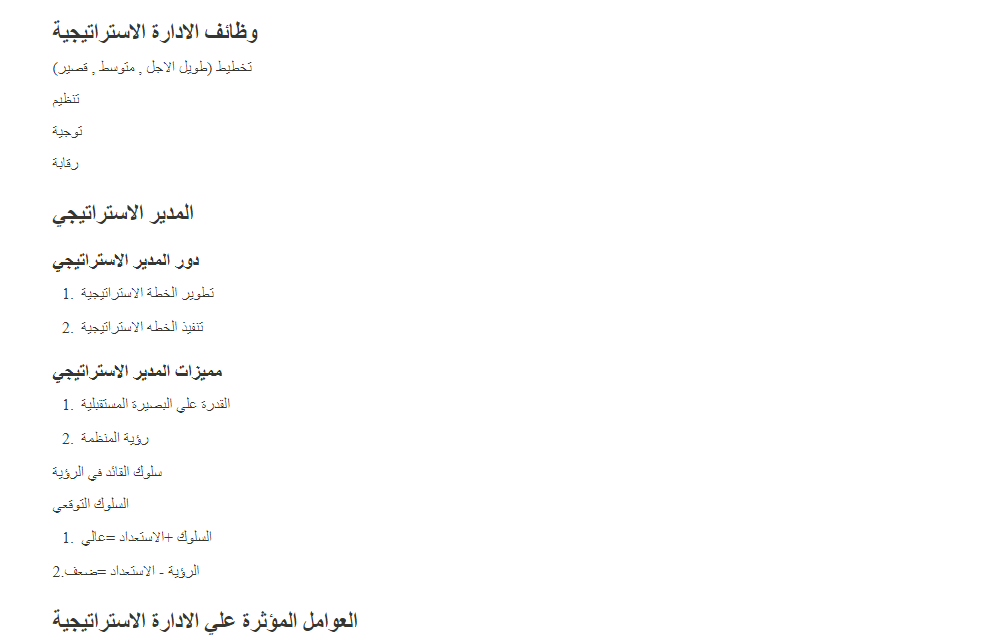 وظائف الادارة الاستراتيجية
تخطيط (طويل الاجل , متوسط , قصير)
تنظيم
توجية
رقابة
المدير الاستراتيجي
دور المدير الاستراتيجي
1. تطوير الخطة الاستراتيجية
2. تنفيذ الخطه الاستراتيجية
مميزات المدير الاستراتيجي
1. القدرة علي البصيرة المستقبلية
2. رؤية المنظمة
سلوك القائد في الرؤية
السلوك التوقعي
1. السلوك +الاستعداد =عالي
2.الرؤية - الاستعداد =ضعف
العوامل المؤثرة علي الادارة الاستراتيجية